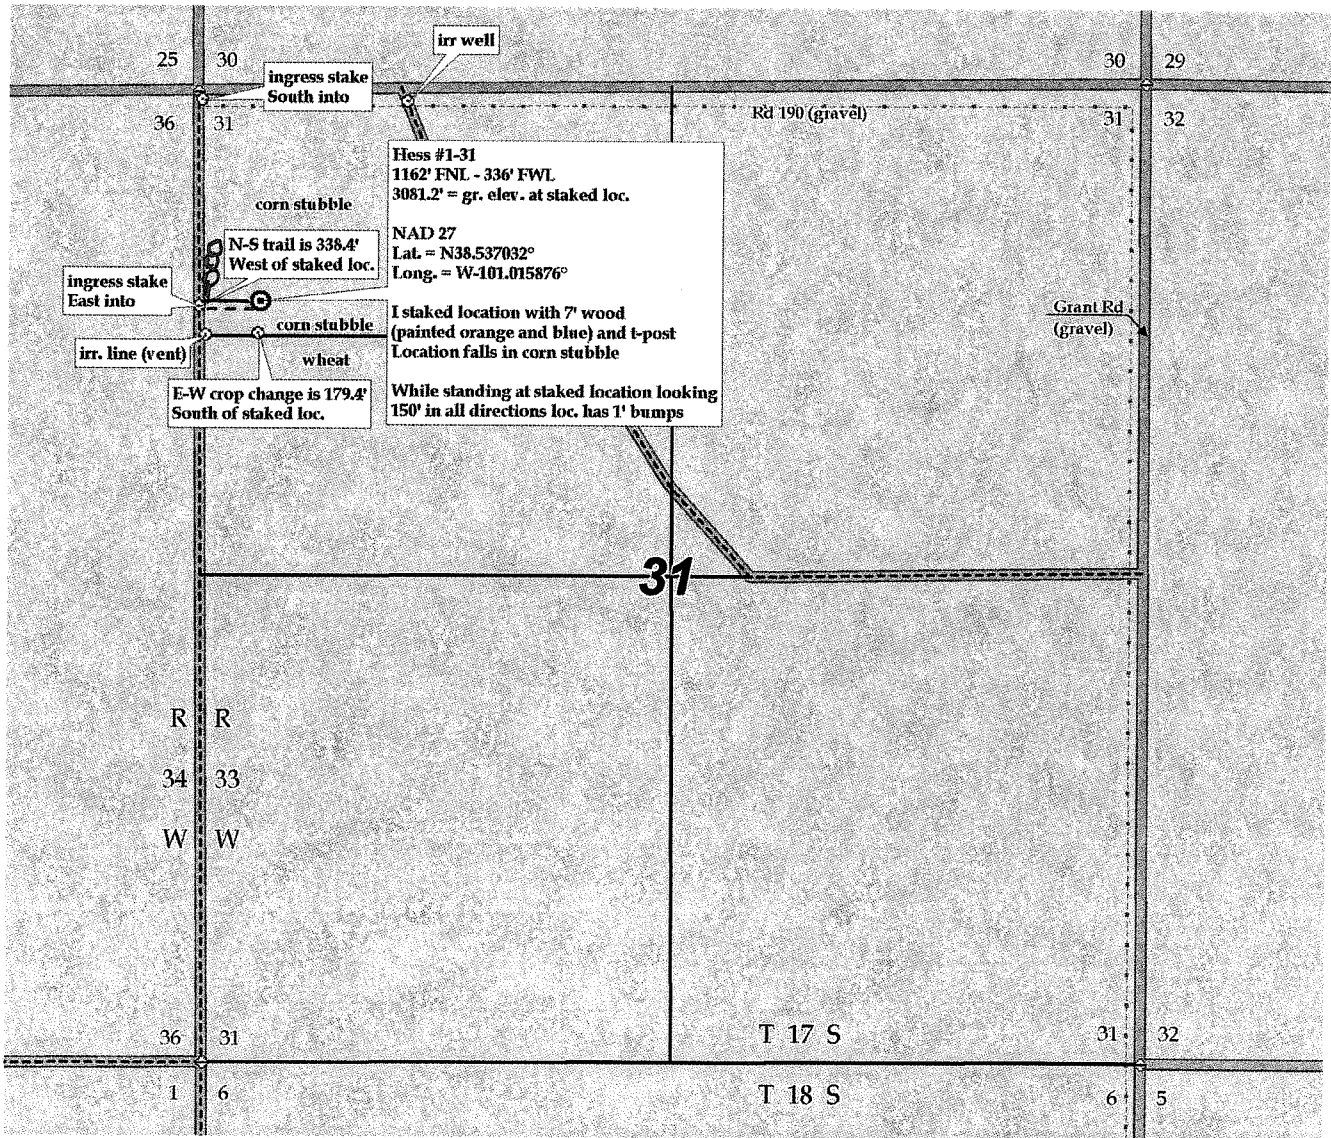 irr well
25 30
30 29
ingress stake
South into
36 31
Rd 190 (gravel)
31 32
Hess #1-31
1162' FNL - 336' FWL
3081.2' = gr. elev. at staked loc.
NAD 27
Lat. = N38.537032°
Long. = W-101.015876°
I staked location with 7' wood
(painted orange and blue) and t-post
Location falls in corn stubble
While standing at staked location looking
150' in all directions loc. has 1' bumps
corn stubble
N-S trail is 338.4'
West of staked loc.
ingress stake
East into
corn stubble
irr. line (vent)
wheat
E-W crop change is 179.4'
South of staked loc.
Grant Rd
(gravel)
31
R R
34 33
W W
36 31
T 17 S
31 32
1 6
T 18 S
6 5